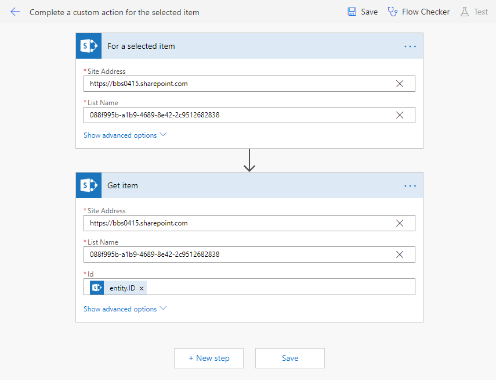 Complete a custom action for the selected item
Save
Flow Checker
Test
For a selected item
* Site Address
https://bbs0415.sharepoint.com
* List Name
088f995b-a1b9-4689-8e42-2c9512682838
Show advanced options
Get item
* Site Address
https://bbs0415.sharepoint.com
* List Name
088f995b-a1b9-4689-8e42-2c9512682838
* Id
entity.ID ×
Show advanced options
+ New step
Save